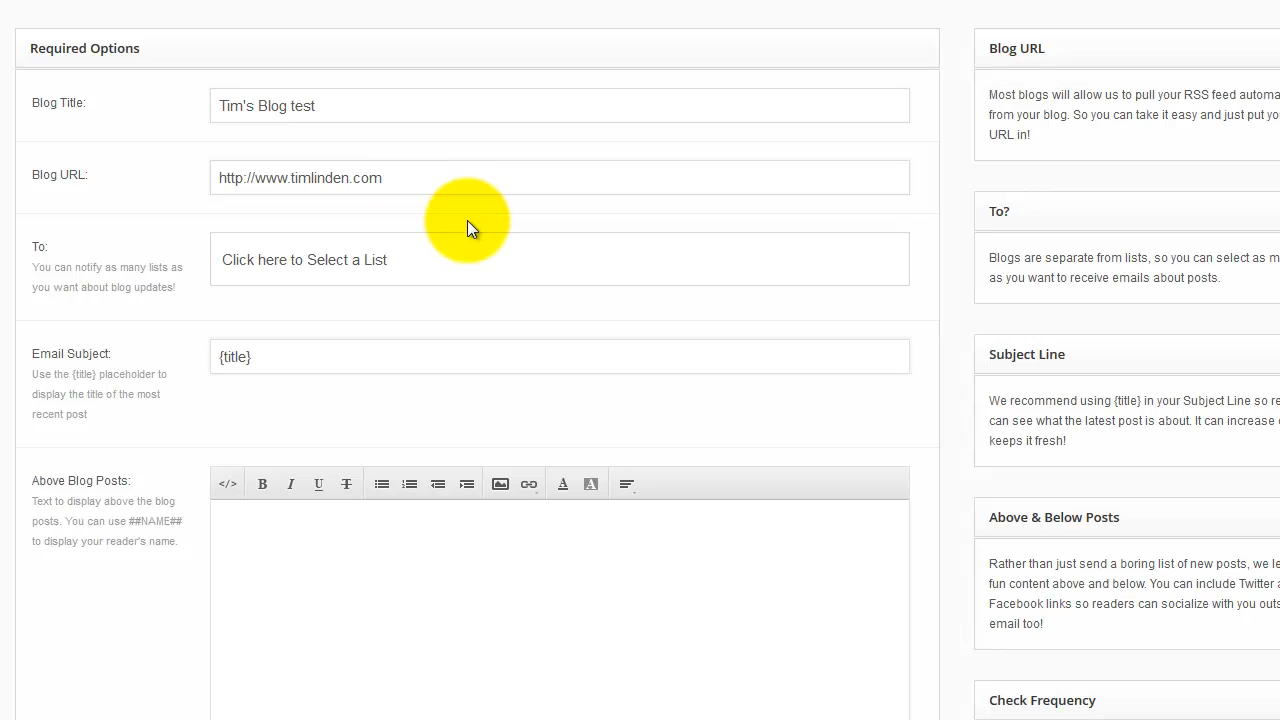 Required Options
Blog Title:
Tim's Blog test
Blog URL:
http://www.timlinden.com
To:
You can notify as many lists as
you want about blog updates!
Click here to Select a List
Email Subject:
Use the {title} placeholder to
display the title of the most
recent post
{title}
Above Blog Posts:
Text to display above the blog
posts. You can use ##NAME##
to display your reader's name.
</> B I U T A A
Blog URL
Most blogs will allow us to pull your RSS feed automa
from your blog. So you can take it easy and just put yo
URL in!
To?
Blogs are separate from lists, so you can select as m
as you want to receive emails about posts.
Subject Line
We recommend using {title} in your Subject Line so re
can see what the latest post is about. It can increase
keeps it fresh!
Above & Below Posts
Rather than just send a boring list of new posts, we le
fun content above and below. You can include Twitter
Facebook links so readers can socialize with you outs
email too!
Check Frequency